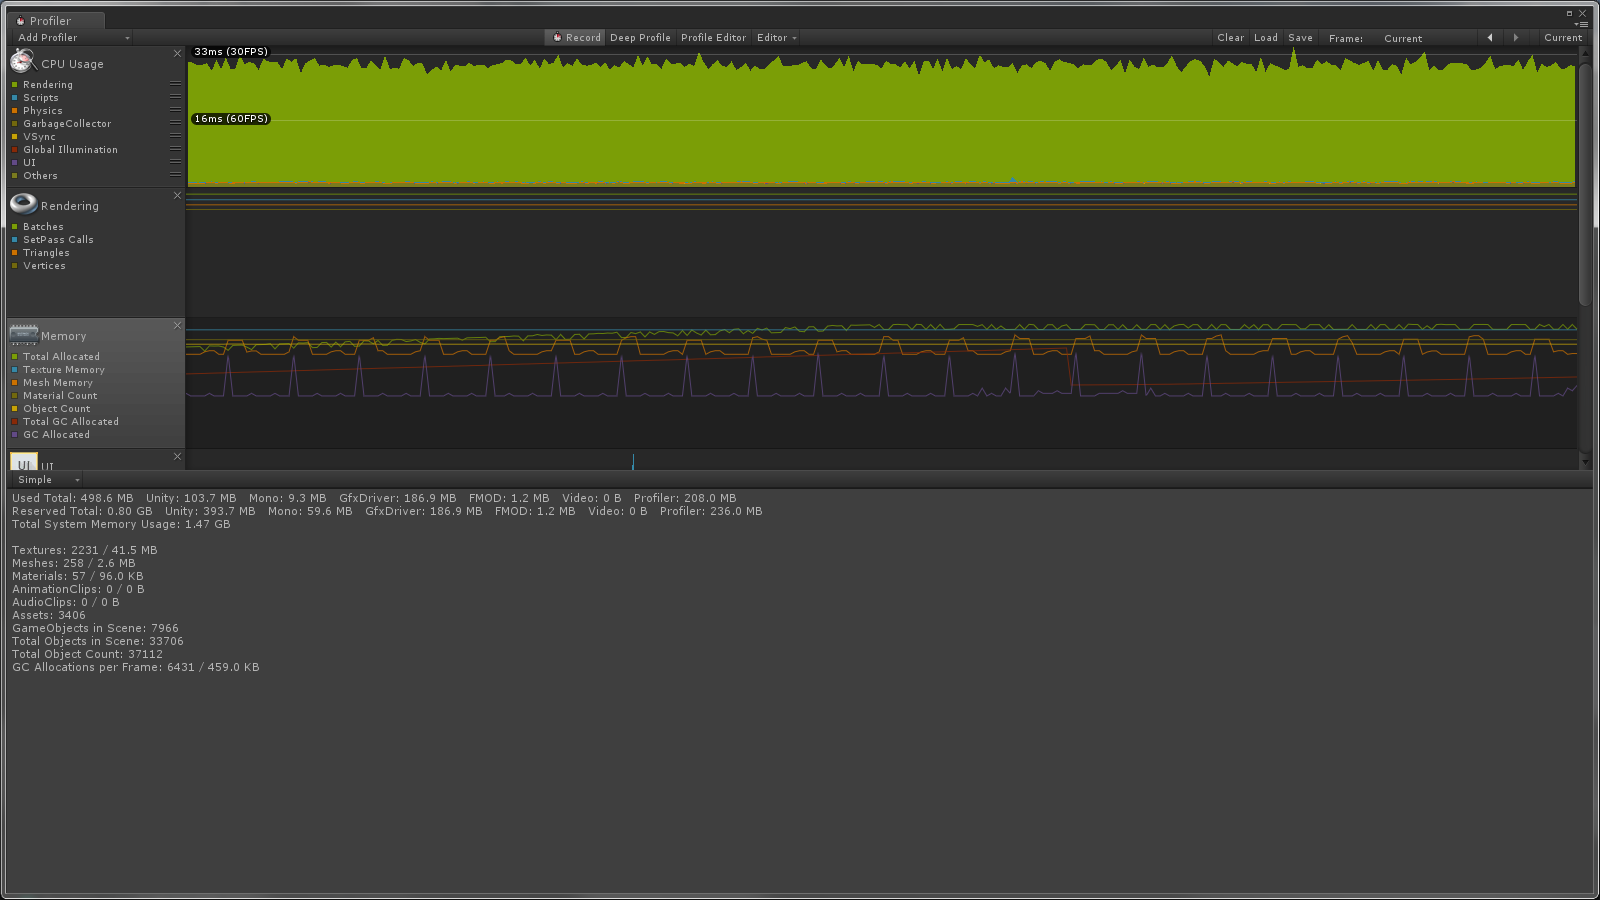 Profiler
Add Profiler Record Deep Profile Profile Editor Editor Clear Load Save Frame: Current Current
CPU Usage
Rendering
Scripts
Physics
GarbageCollector
VSync
Global Illumination
UI
Others
33ms (30FPS)
16ms (60FPS)
Rendering
Batches
SetPass Calls
Triangles
Vertices
Memory
Total Allocated
Texture Memory
Mesh Memory
Material Count
Object Count
Total GC Allocated
GC Allocated
UI UI
Simple
Used Total: 498.6 MB Unity: 103.7 MB Mono: 9.3 MB GfxDriver: 186.9 MB FMOD: 1.2 MB Video: 0 B Profiler: 208.0 MB
Reserved Total: 0.80 GB Unity: 393.7 MB Mono: 59.6 MB GfxDriver: 186.9 MB FMOD: 1.2 MB Video: 0 B Profiler: 236.0 MB
Total System Memory Usage: 1.47 GB
Textures: 2231 / 41.5 MB
Meshes: 258 / 2.6 MB
Materials: 57 / 96.0 KB
AnimationClips: 0 / 0 B
AudioClips: 0 / 0 B
Assets: 3406
GameObjects in Scene: 7966
Total Objects in Scene: 33706
Total Object Count: 37112
GC Allocations per Frame: 6431 / 459.0 KB